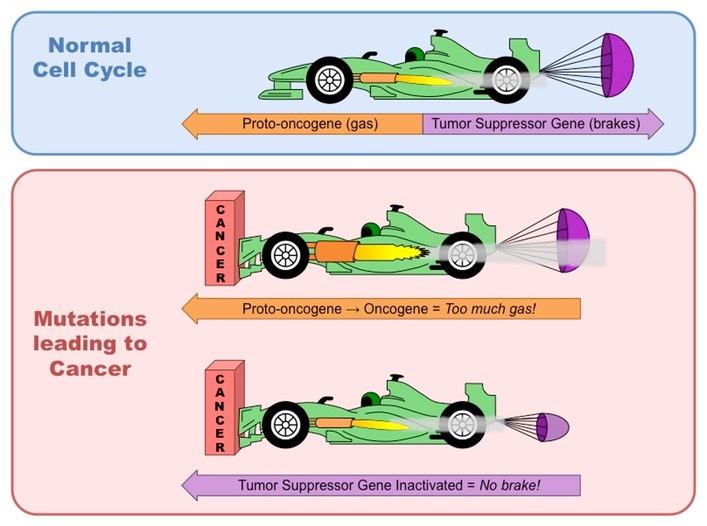 Normal
Cell Cycle
Proto-oncogene (gas)
Tumor Suppressor Gene (brakes)
Mutations
leading to
Cancer
CANCER
Proto-oncogene → Oncogene = Too much gas!
CANCER
Tumor Suppressor Gene Inactivated = No brake!